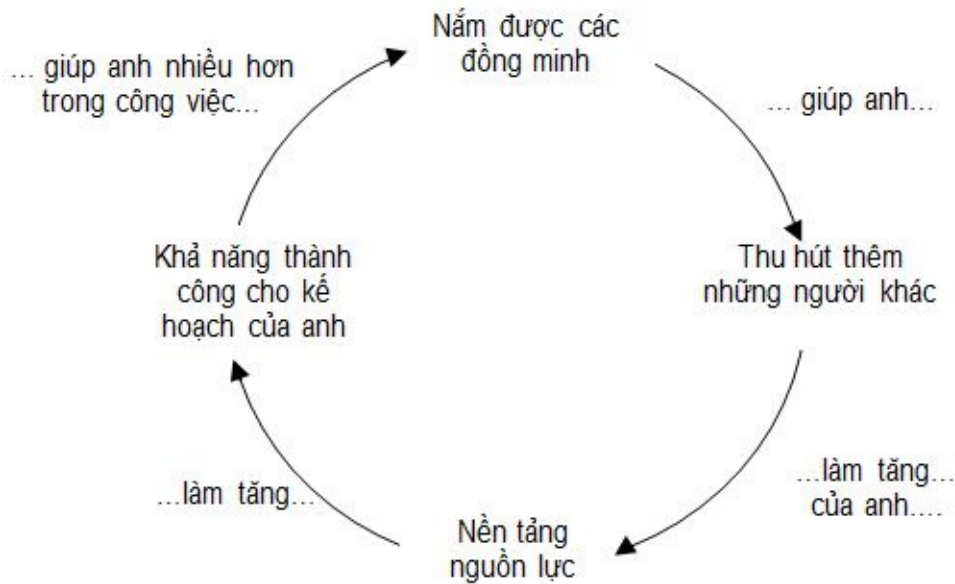 Nắm được các
đồng minh
... giúp anh...
Thu hút thêm
những người khác
...làm tăng...
của anh....
Nền tảng
nguồn lực
...làm tăng...
Khả năng thành
công cho kế
hoạch của anh
... giúp anh nhiều hơn
trong công việc...